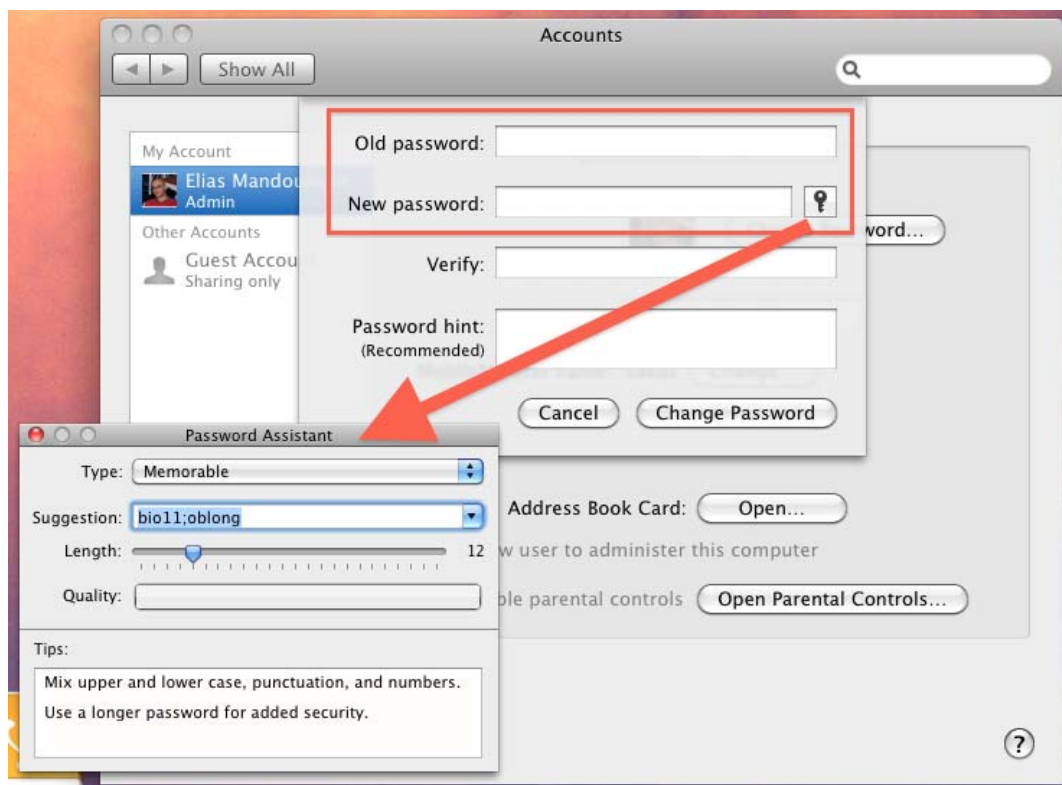 Accounts
Show All
My Account
Elias Mandou
Admin
Other Accounts
Guest Accou
Sharing only
Old password:
New password:
Verify:
Password hint:
(Recommended)
Cancel
Change Password
word...
Password Assistant
Type: Memorable
Suggestion: bio11;oblong
Length: 12
Quality:
Tips:
Mix upper and lower case, punctuation, and numbers.
Use a longer password for added security.
Address Book Card: Open...
w user to administer this computer
ble parental controls Open Parental Controls...
?